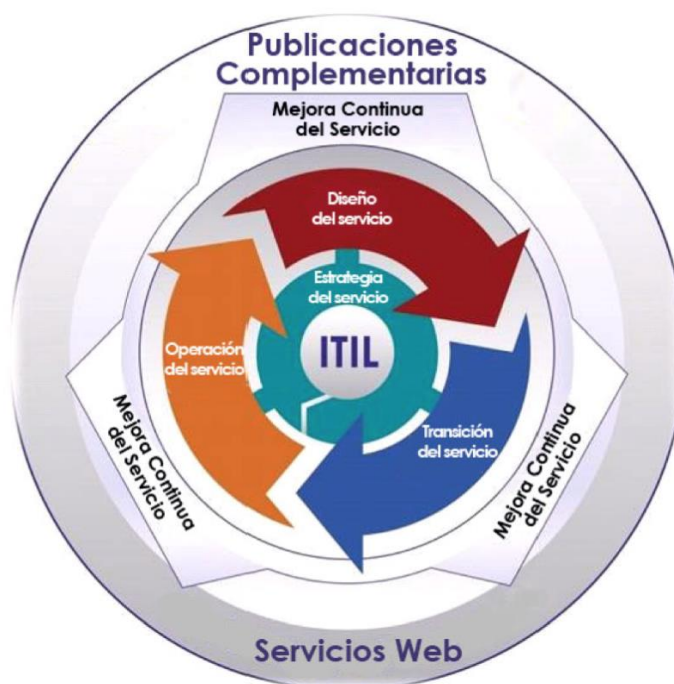 Publicaciones
Complementarias
Mejora Continua
del Servicio
Diseño
del servicio
Estrategia
del servicio
ITIL
Operación
del servicio
Transición
del servicio
Mejora Continua
del Servicio
Mejora Continua
del Servicio
Servicios Web